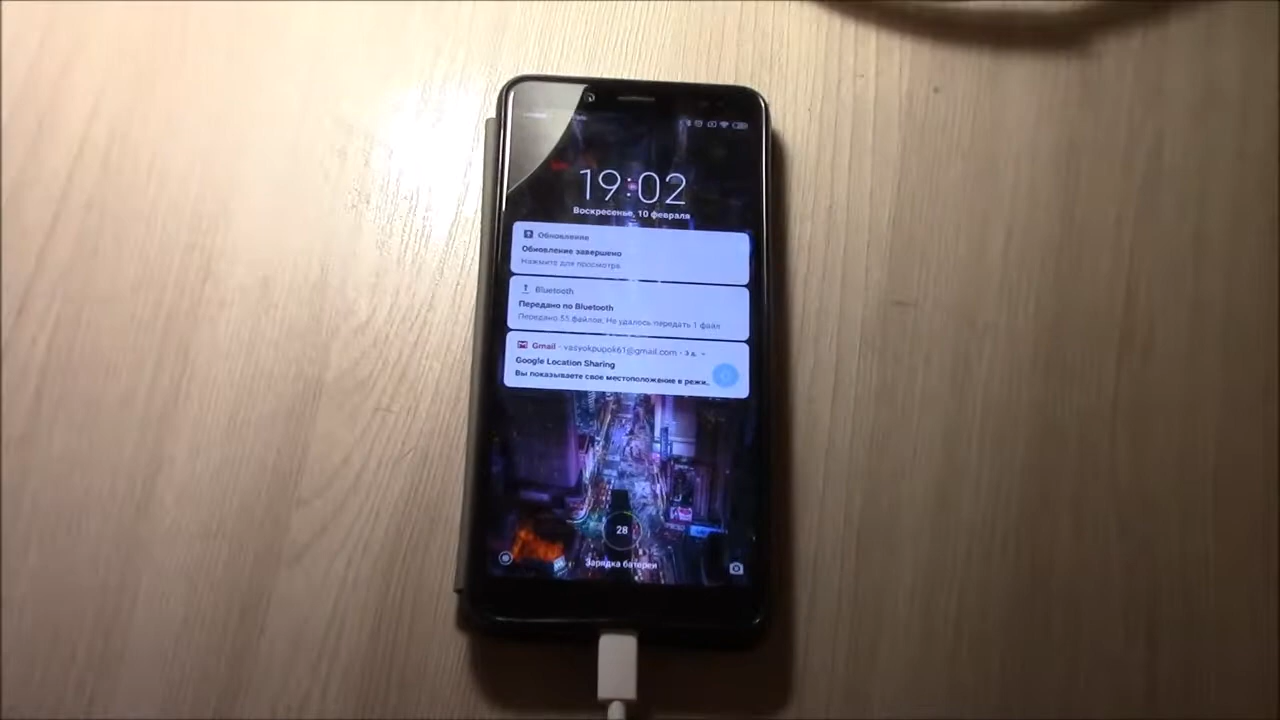 19:02
Воскресенье, 10 февраля
Обновление
Обновление завершено
Нажмите для просмотра.
Bluetooth
Передано по Bluetooth
Передано 55 файлов, Не удалось передать 1 файл
Gmail · vasyokpupok61@gmail.com · 3 д.
Google Location Sharing
Вы показываете свое местоположение в режи..
28
Зарядка батареи